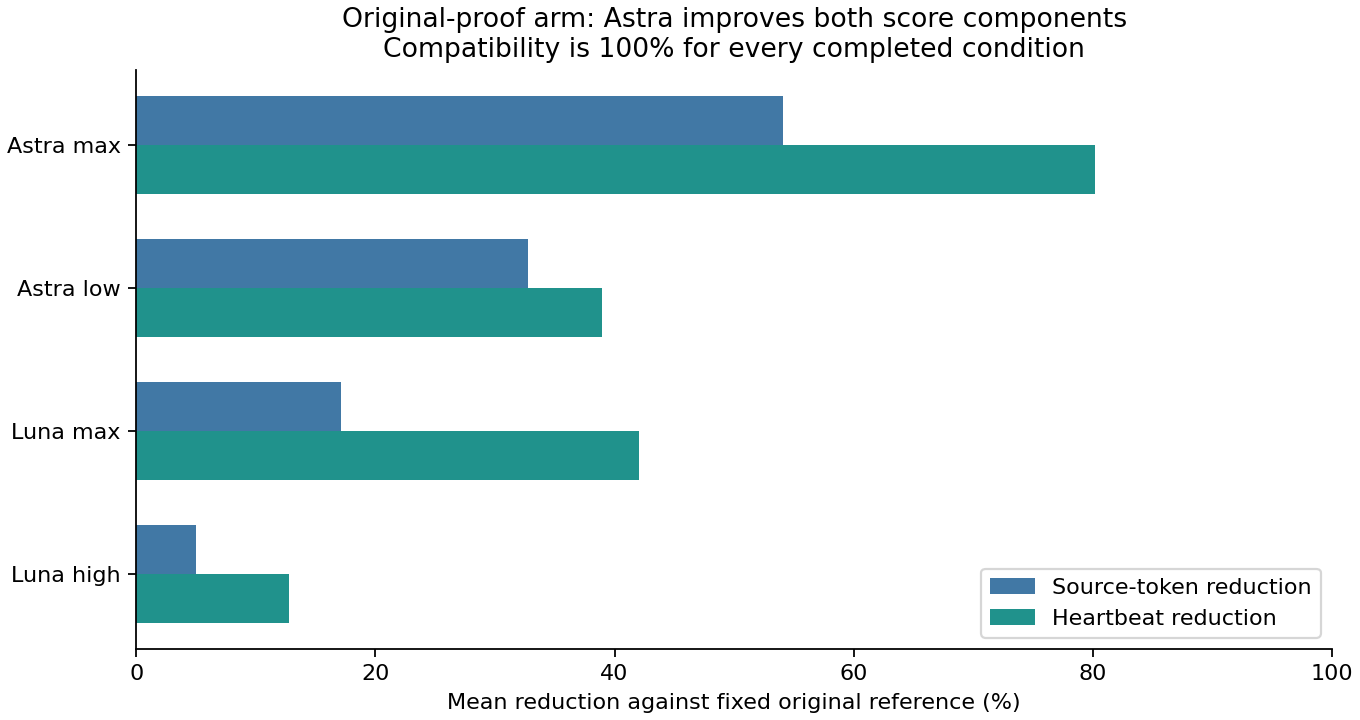 Original-proof arm: Astra improves both score components
Compatibility is 100% for every completed condition
Astra max
Astra low
Luna max
Luna high
Source-token reduction
Heartbeat reduction
0 20 40 60 80 100
Mean reduction against fixed original reference (%)